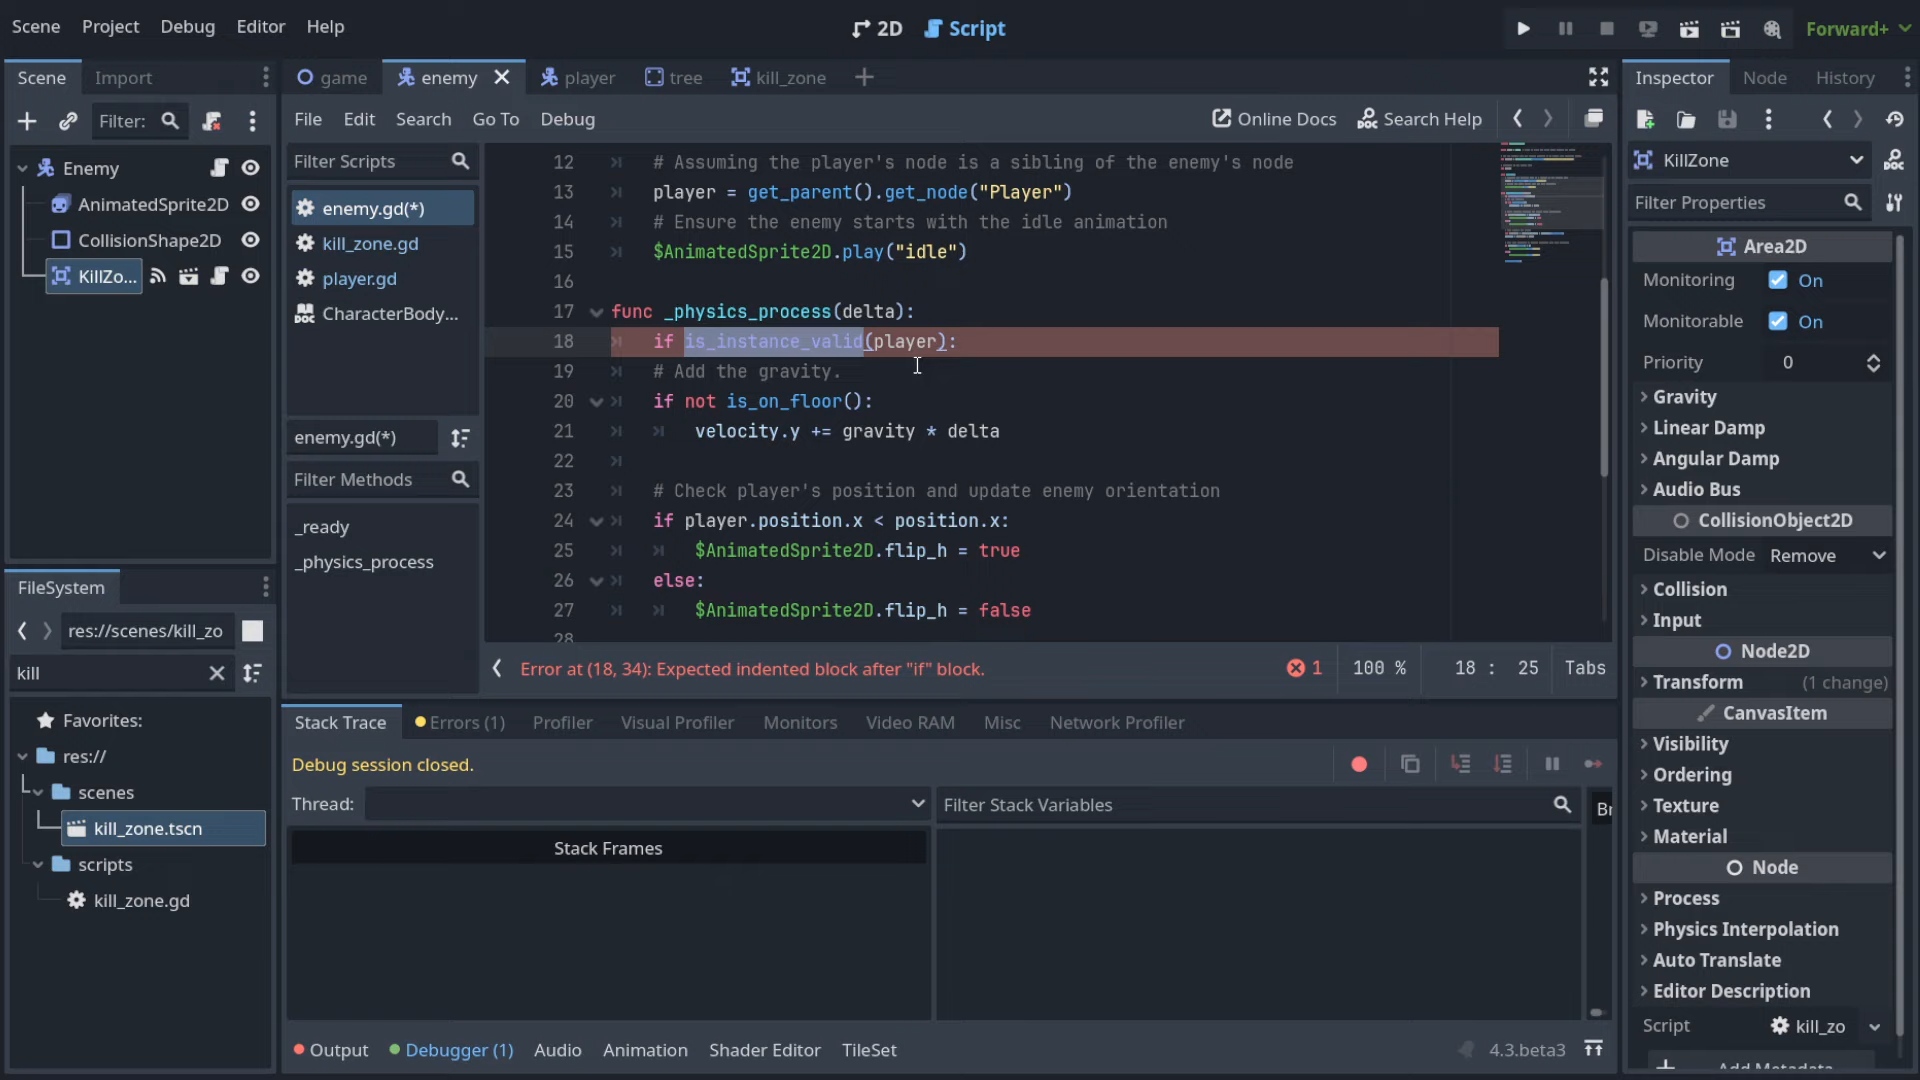 Scene Project Debug Editor Help
2D Script
Forward+
Scene Import
game enemy player tree kill_zone
Inspector Node History
Filter:
File Edit Search Go To Debug
Online Docs Search Help
Enemy
AnimatedSprite2D
CollisionShape2D
KillZo...
Filter Scripts
enemy.gd(*)
kill_zone.gd
player.gd
CharacterBody...
enemy.gd(*)
Filter Methods
_ready
_physics_process
12 # Assuming the player's node is a sibling of the enemy's node
13 player = get_parent().get_node("Player")
14 # Ensure the enemy starts with the idle animation
15 $AnimatedSprite2D.play("idle")
16
17 func _physics_process(delta):
18 if is_instance_valid(player):
19 # Add the gravity.
20 if not is_on_floor():
21 velocity.y += gravity * delta
22
23 # Check player's position and update enemy orientation
24 if player.position.x < position.x:
25 $AnimatedSprite2D.flip_h = true
26 else:
27 $AnimatedSprite2D.flip_h = false
28
Error at (18, 34): Expected indented block after "if" block.
1 100 % 18 : 25 Tabs
FileSystem
res://scenes/kill_zo
kill
Favorites:
res://
scenes
kill_zone.tscn
scripts
kill_zone.gd
Stack Trace Errors (1) Profiler Visual Profiler Monitors Video RAM Misc Network Profiler
Debug session closed.
Thread:
Filter Stack Variables
Br
Stack Frames
Output Debugger (1) Audio Animation Shader Editor TileSet
4.3.beta3
KillZone
Filter Properties
Area2D
Monitoring On
Monitorable On
Priority 0
Gravity
Linear Damp
Angular Damp
Audio Bus
CollisionObject2D
Disable Mode Remove
Collision
Input
Node2D
Transform (1 change)
CanvasItem
Visibility
Ordering
Texture
Material
Node
Process
Physics Interpolation
Auto Translate
Editor Description
Script kill_zo
Add Metadata